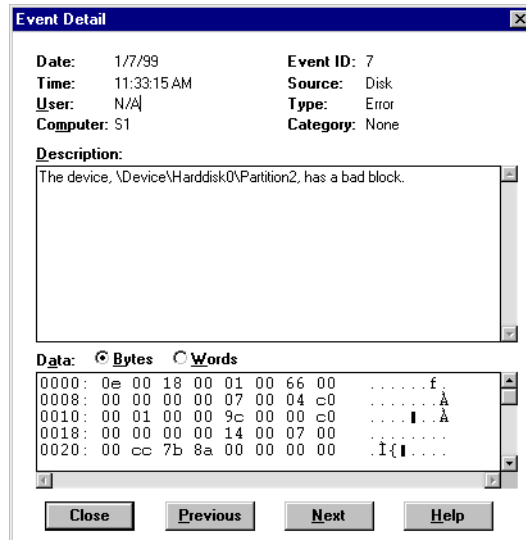 Event Detail
Date: 1/7/99 Event ID: 7
Time: 11:33:15 AM Source: Disk
User: N/A Type: Error
Computer: S1 Category: None
Description:
The device, \Device\Harddisk0\Partition2, has a bad block.
Data: Bytes Words
0000: 0e 00 18 00 01 00 66 00 ......f.
0008: 00 00 00 00 07 00 04 c0 .......À
0010: 00 01 00 00 9c 00 00 c0 ....▮..À
0018: 00 00 00 00 14 00 07 00 ........
0020: 00 cc 7b 8a 00 00 00 00 .Ì{▮....
Close Previous Next Help